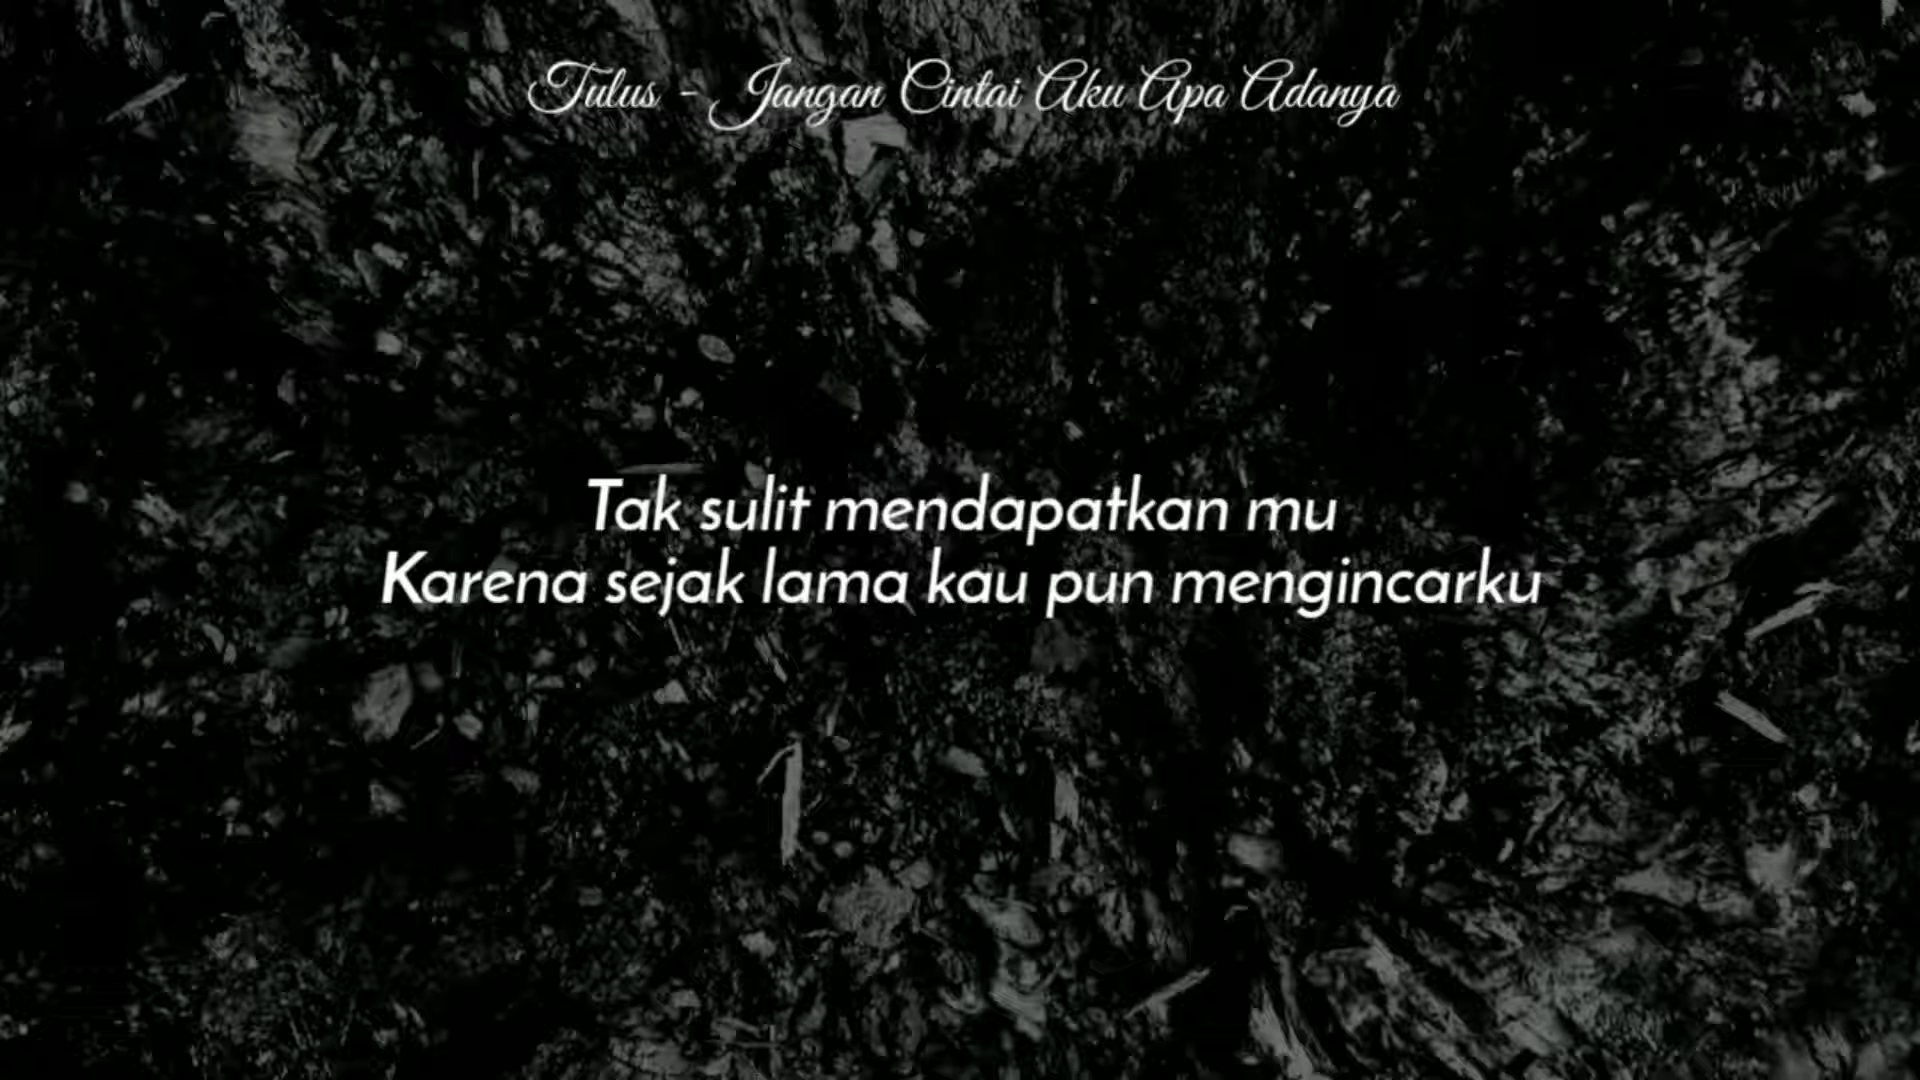 Tulus - Jangan Cintai Aku Apa Adanya
Tak sulit mendapatkan mu
Karena sejak lama kau pun mengincarku